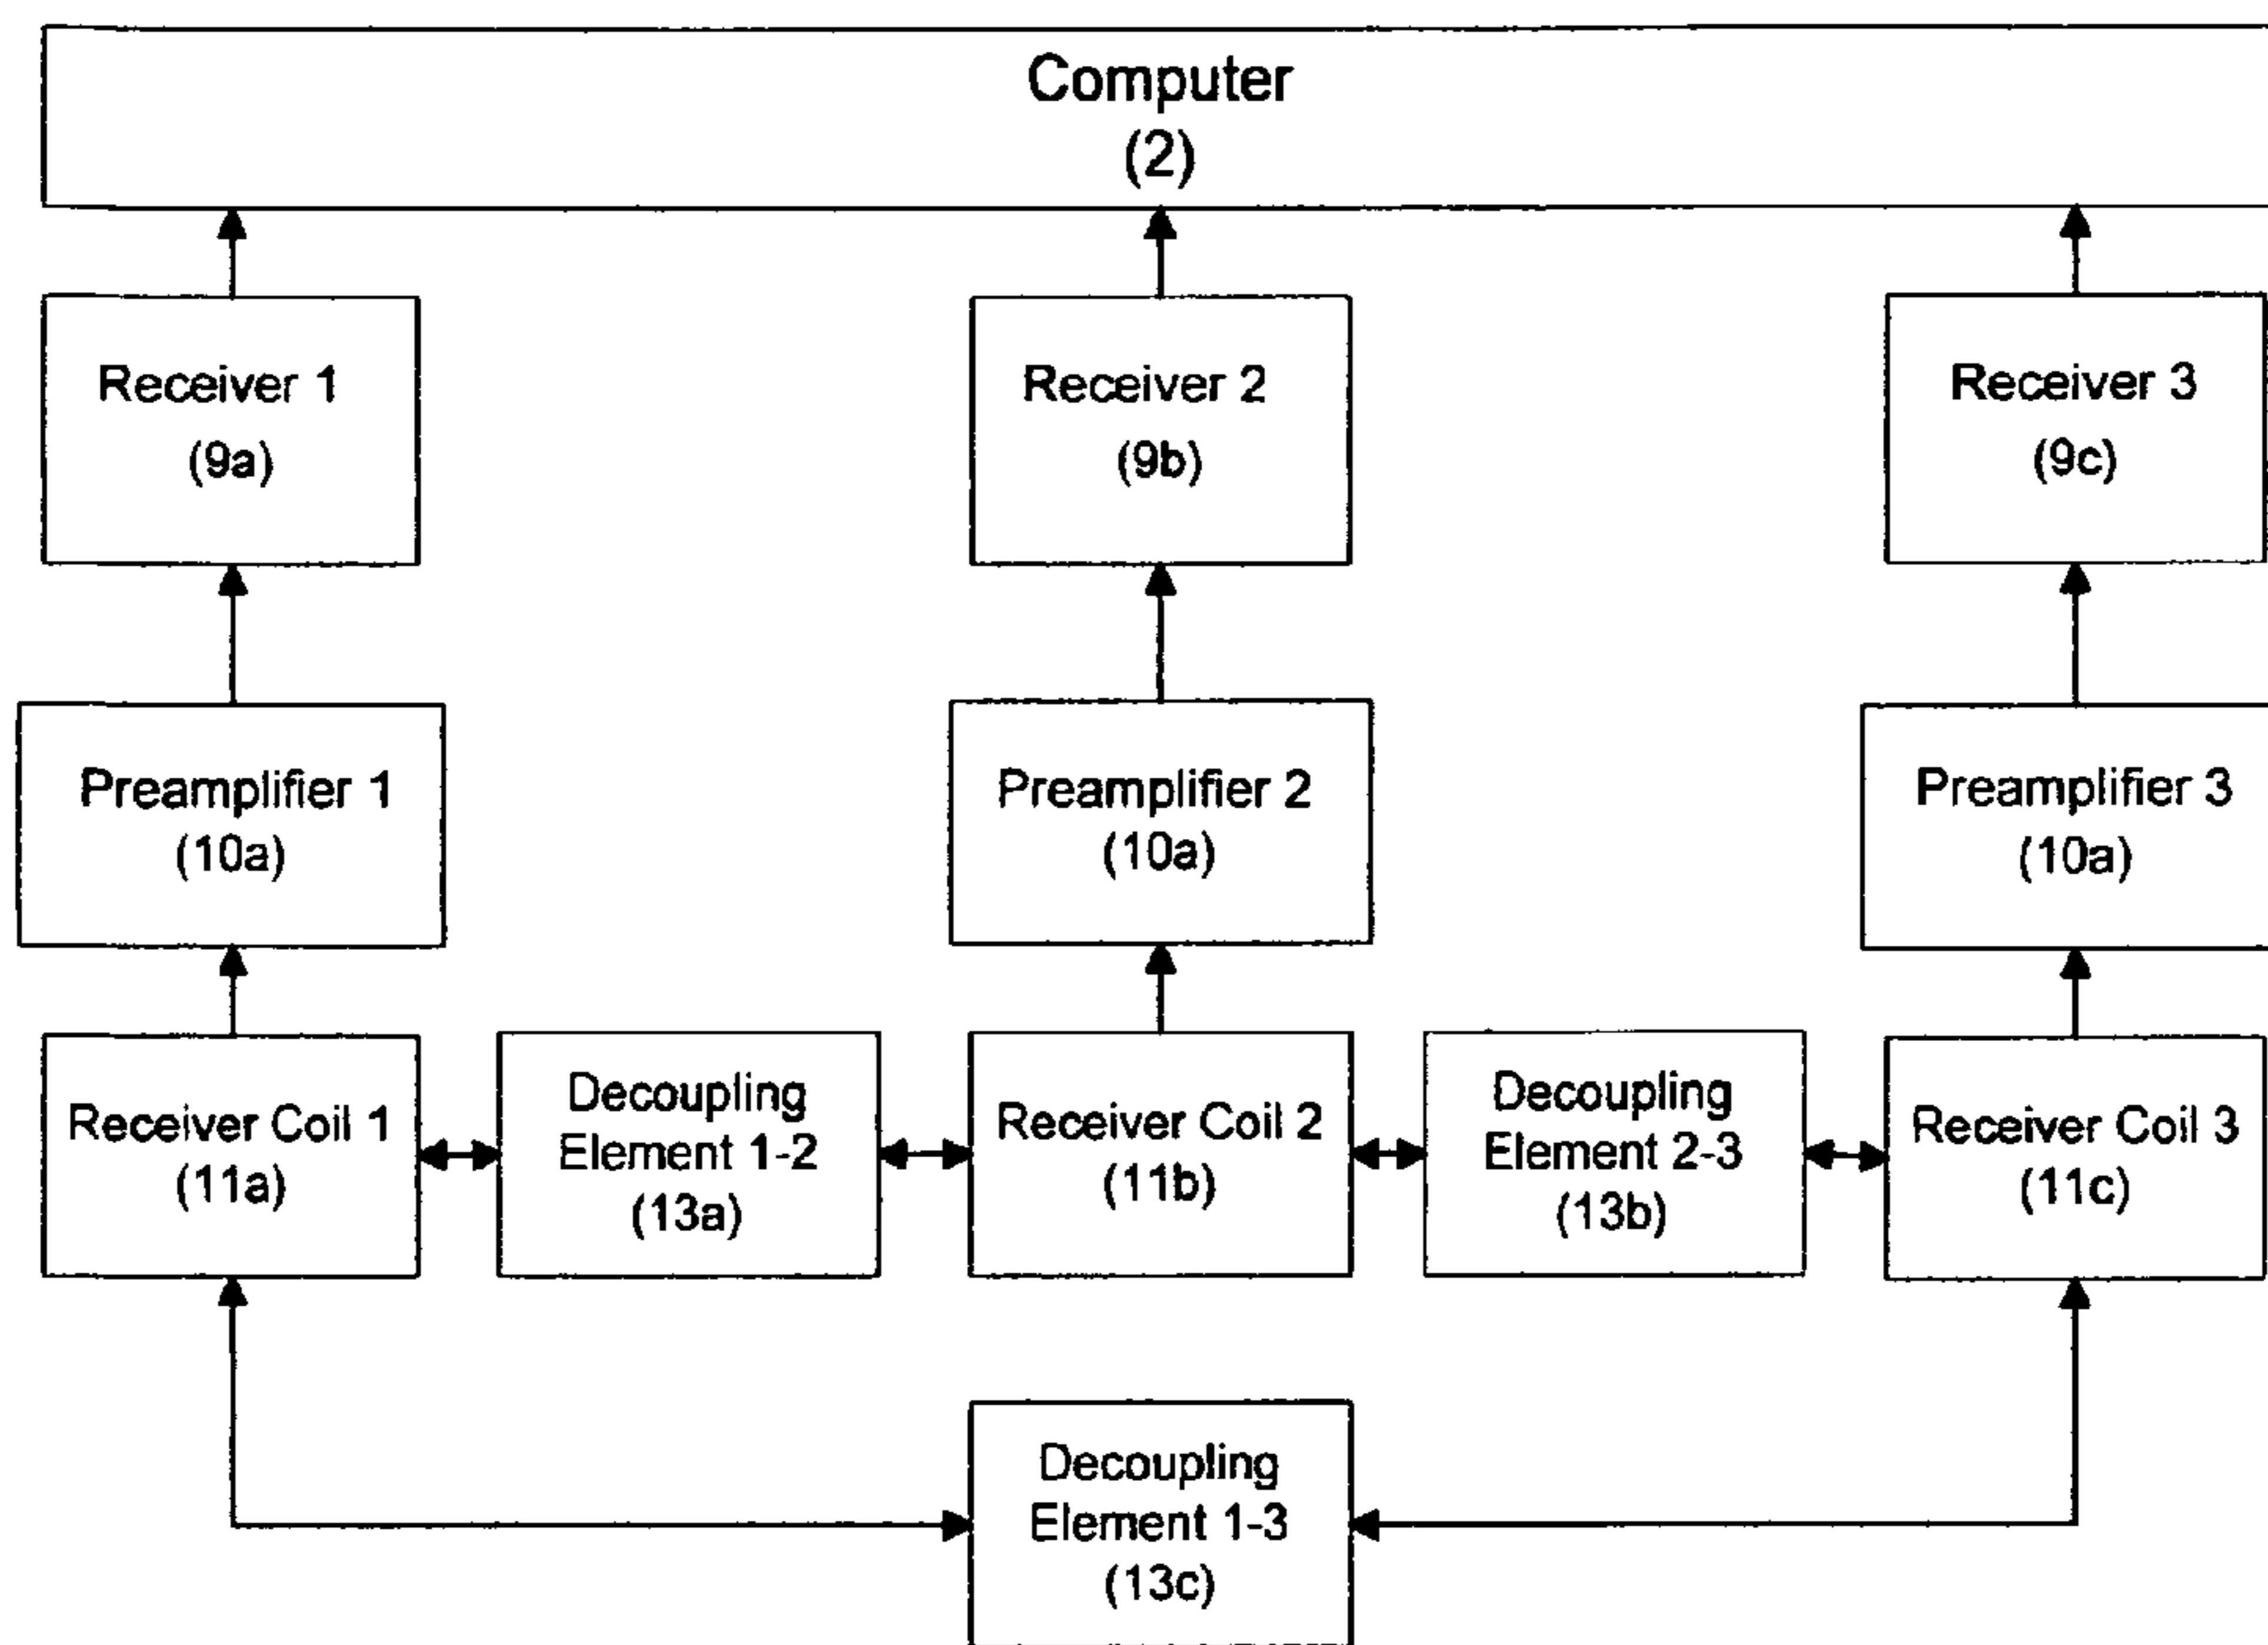 Computer
(2)
Receiver 1
(9a)
Receiver 2
(9b)
Receiver 3
(9c)
Preamplifier 1
(10a)
Preamplifier 2
(10a)
Preamplifier 3
(10a)
Receiver Coil 1
(11a)
Decoupling
Element 1-2
(13a)
Receiver Coil 2
(11b)
Decoupling
Element 2-3
(13b)
Receiver Coil 3
(11c)
Decoupling
Element 1-3
(13c)